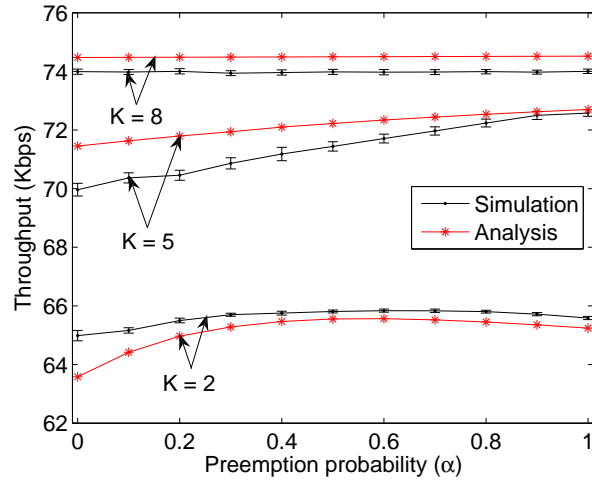 76
74
72
70
68
66
64
62
Throughput (Kbps)
K = 8
K = 5
K = 2
Simulation
Analysis
0 0.2 0.4 0.6 0.8 1
Preemption probability (α)